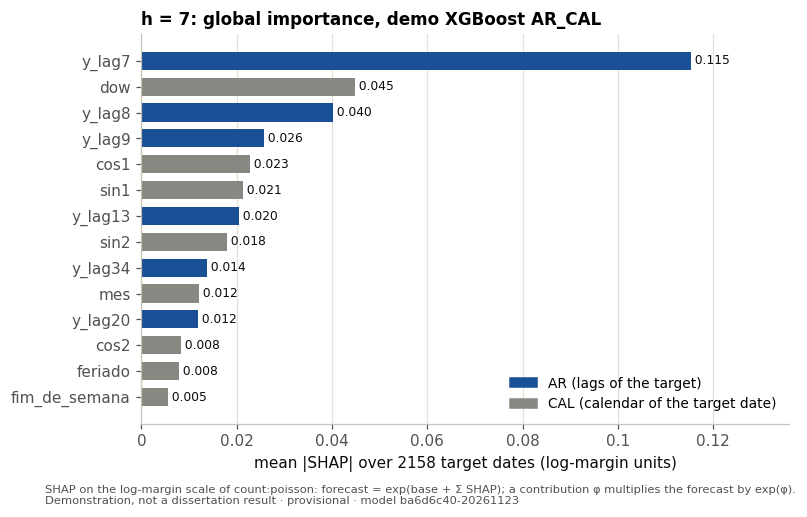 h = 7: global importance, demo XGBoost AR_CAL
y_lag7 0.115
dow 0.045
y_lag8 0.040
y_lag9 0.026
cos1 0.023
sin1 0.021
y_lag13 0.020
sin2 0.018
y_lag34 0.014
mes 0.012
y_lag20 0.012
cos2 0.008
feriado 0.008
fim_de_semana 0.005
AR (lags of the target)
CAL (calendar of the target date)
0 0.02 0.04 0.06 0.08 0.1 0.12
mean |SHAP| over 2158 target dates (log-margin units)
SHAP on the log-margin scale of count:poisson: forecast = exp(base + Σ SHAP); a contribution φ multiplies the forecast by exp(φ).
Demonstration, not a dissertation result · provisional · model ba6d6c40-20261123